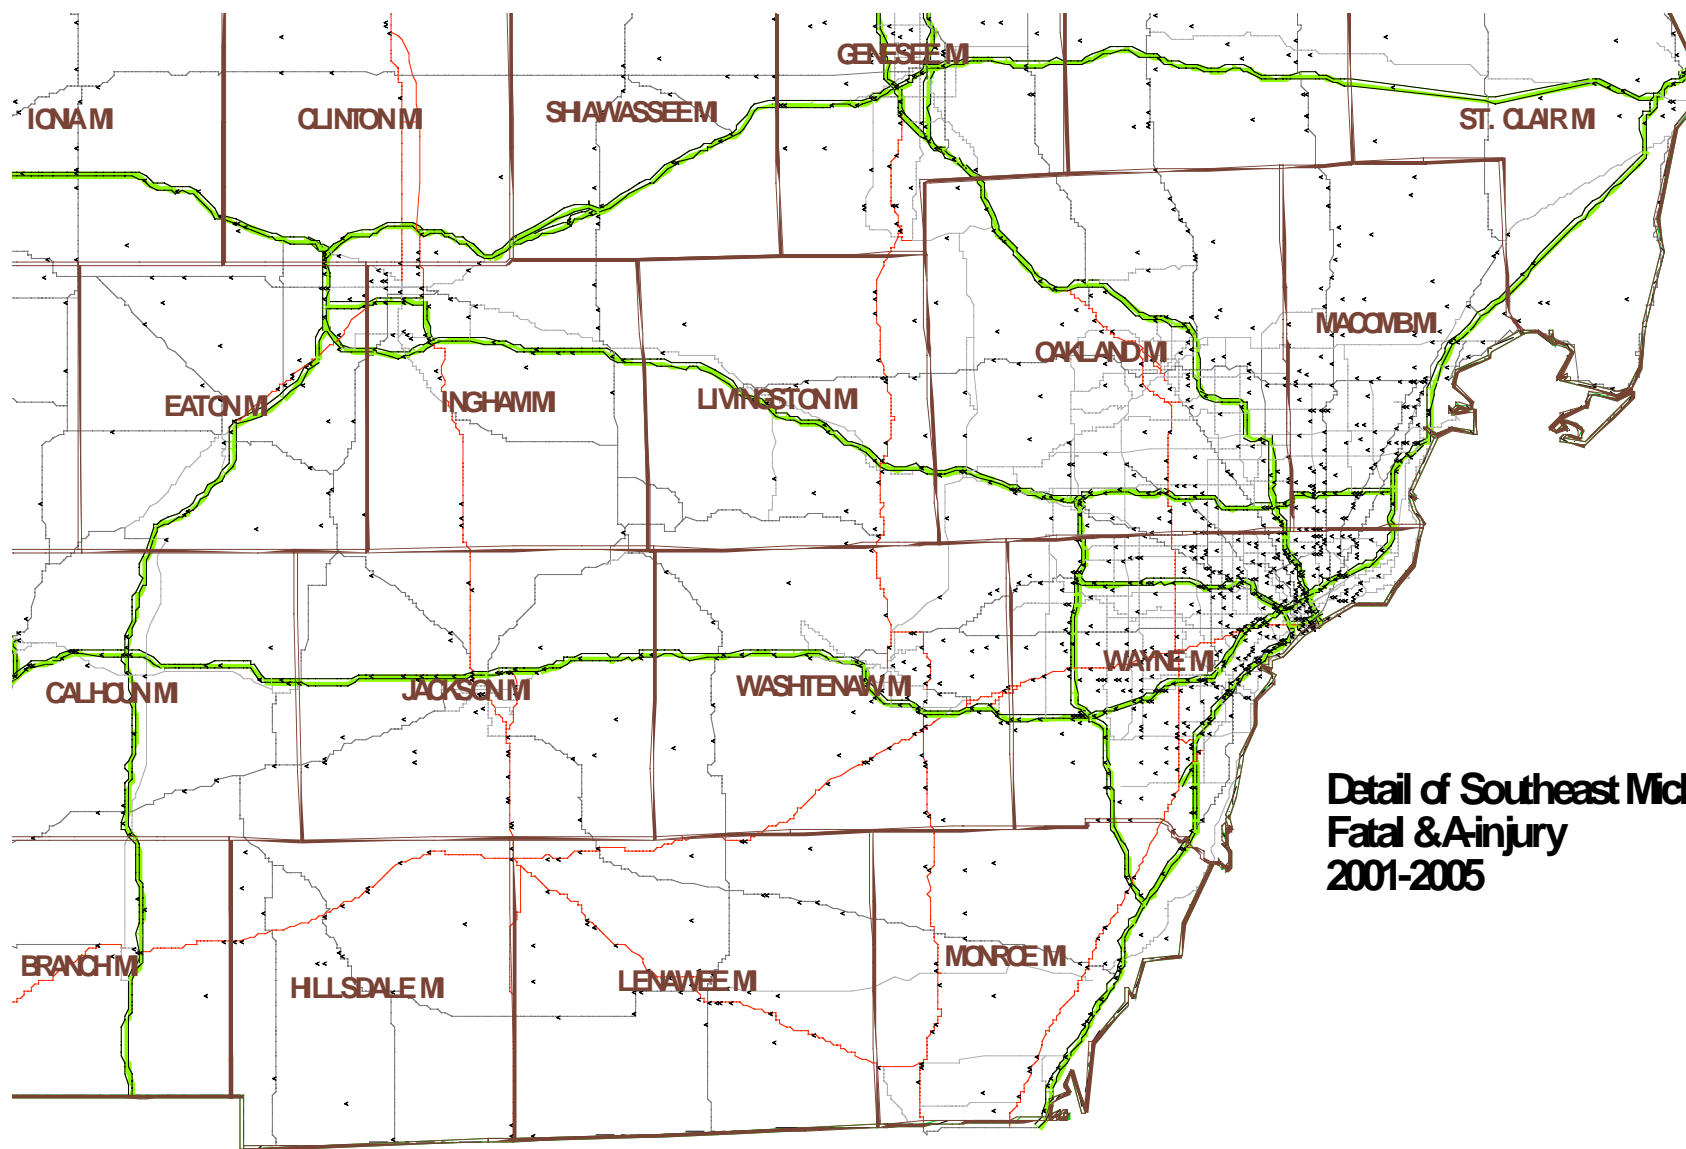 GENESEE MI
IONIA MI
CLINTON MI
SHIAWASSEE MI
ST. CLAIR MI
MACOMB MI
OAKLAND MI
EATON MI
INGHAM MI
LIVINGSTON MI
WAYNE MI
CALHOUN MI
JACKSON MI
WASHTENAW MI
Detail of Southeast Mich
Fatal & A-injury
2001-2005
BRANCH MI
HILLSDALE MI
LENAWEE MI
MONROE MI